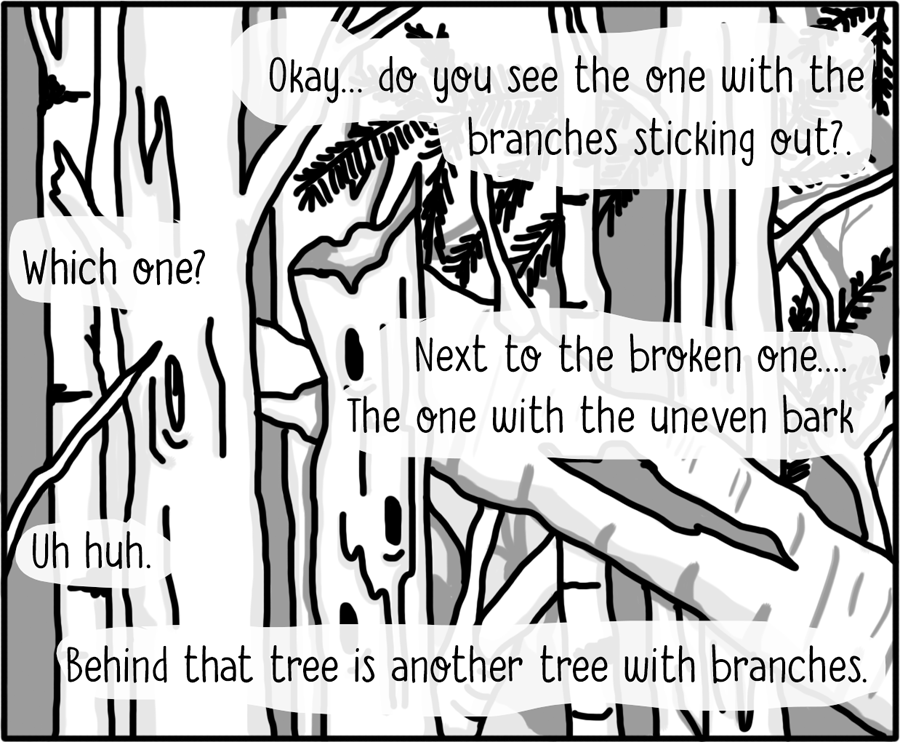 Okay... do you see the one with the
branches sticking out?.
Which one?
Next to the broken one....
The one with the uneven bark
Uh huh.
Behind that tree is another tree with branches.